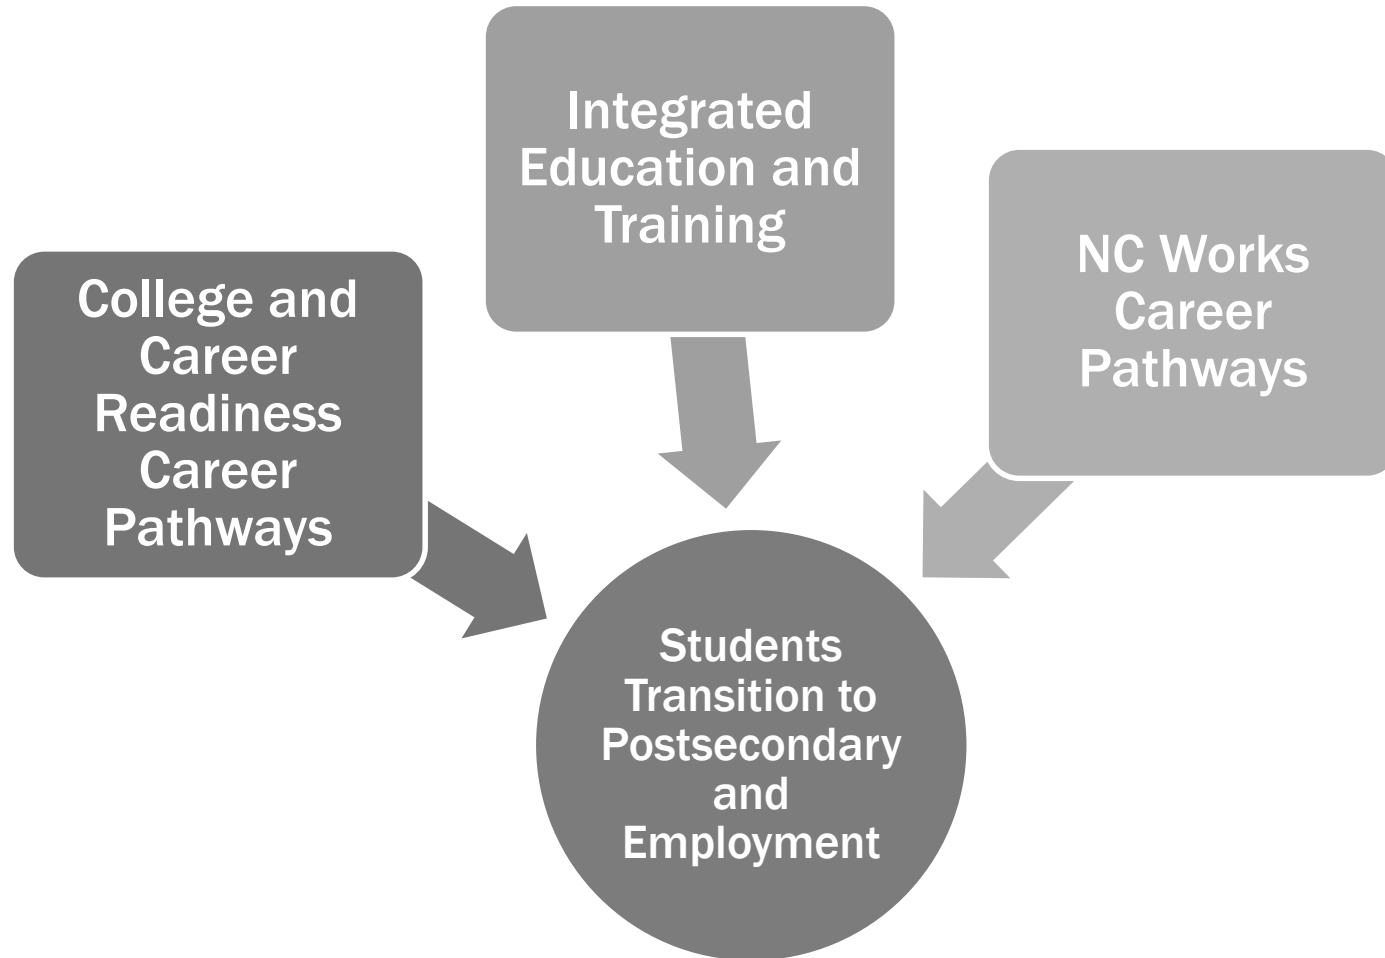 College and
Career
Readiness
Career
Pathways
Integrated
Education and
Training
NC Works
Career
Pathways
Students
Transition to
Postsecondary
and
Employment